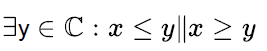 ∃y ∈ ℂ : x ≤ y‖x ≥ y